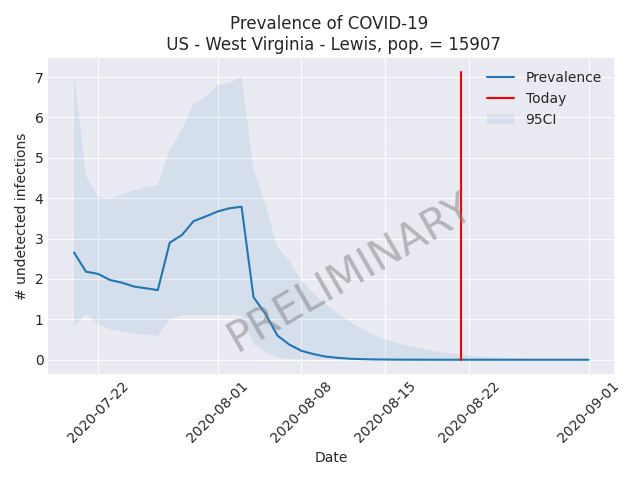 Prevalence of COVID-19
US - West Virginia - Lewis, pop. = 15907
# undetected infections
7
6
5
4
3
2
1
0
Prevalence
Today
95CI
PRELIMINARY
2020-07-22
2020-08-01
2020-08-08
2020-08-15
2020-08-22
2020-09-01
Date